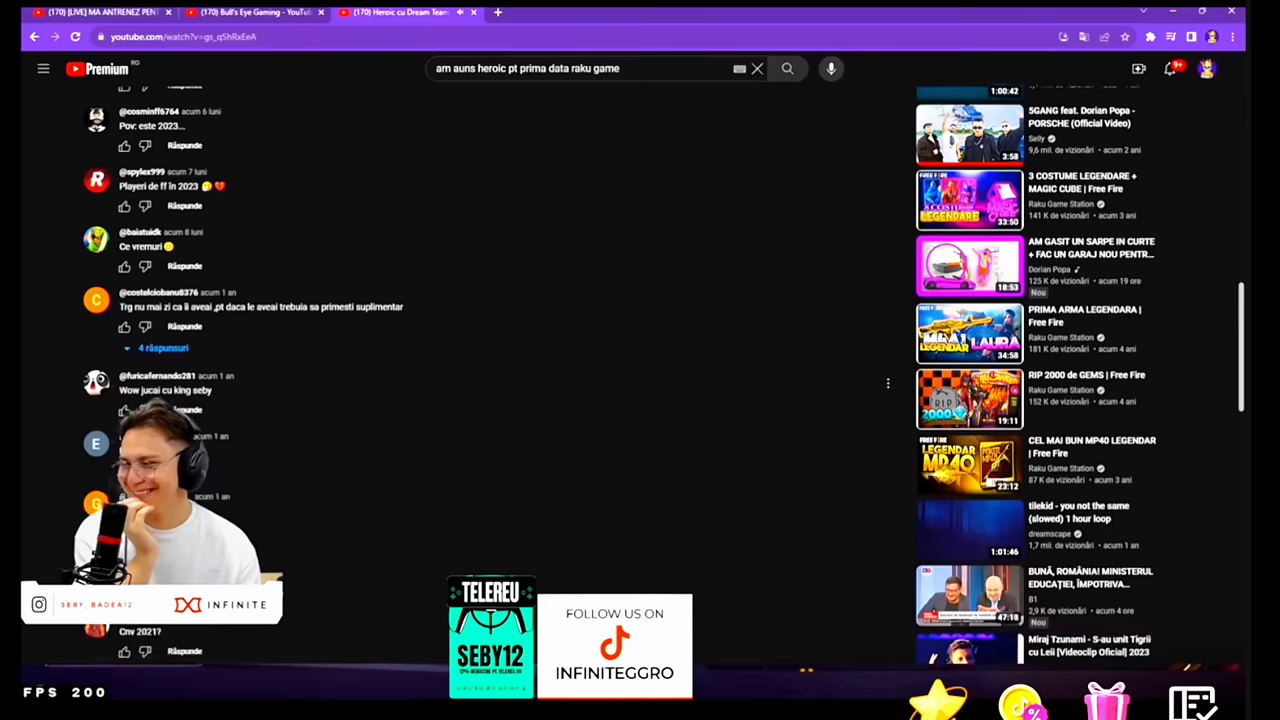 (170) [LIVE] MA ANTRENEZ PEN
(170) Bull's Eye Gaming - YouTub
(170) Heroic cu Dream Team
youtube.com/watch?v=gs_qShRxEeA
Premium RO
am auns heroic pt prima data raku game
9+
Răspunde
@cosminff6764 acum 6 luni
Pov: este 2023...
Răspunde
@spylex999 acum 7 luni
Playeri de ff în 2023
Răspunde
@baiatuidk acum 8 luni
Ce vremuri
Răspunde
@costelciobanu8376 acum 1 an
Trg nu mai zi ca îi aveai ,pt daca le aveai trebuia sa primesti suplimentar
Răspunde
4 răspunsuri
@furicafernando281 acum 1 an
Wow jucai cu king seby
Răspunde
acum 1 an
acum 1 an
Cnv 2021?
Răspunde
1:00:42
5GANG feat. Dorian Popa -
PORSCHE (Official Video)
Selly
9,6 mil. de vizionări • acum 2 ani
3:58
3 COSTUME LEGENDARE +
MAGIC CUBE | Free Fire
Raku Game Station
141 K de vizionări • acum 3 ani
33:50
AM GASIT UN SARPE IN CURTE
+ FAC UN GARAJ NOU PENTR...
Dorian Popa
125 K de vizionări • acum 19 ore
Nou
18:53
PRIMA ARMA LEGENDARA |
Free Fire
Raku Game Station
181 K de vizionări • acum 4 ani
34:58
RIP 2000 de GEMS | Free Fire
Raku Game Station
152 K de vizionări • acum 4 ani
19:11
CEL MAI BUN MP40 LEGENDAR
| Free Fire
Raku Game Station
87 K de vizionări • acum 3 ani
LEGENDAR
MP40
23:12
tilekid - you not the same
(slowed) 1 hour loop
dreamscape
1,7 mil. de vizionări • acum 1 an
1:01:46
BUNĂ, ROMÂNIA! MINISTERUL
EDUCAȚIEI, ÎMPOTRIVA...
B1
2,9 K de vizionări • acum 4 ore
Nou
47:18
Miraj Tzunami - S-au unit Tigrii
cu Leii [Videoclip Oficial] 2023
SEBY_BADEA12
INFINITE
TELEREU
SEBY12
FOLLOW US ON
INFINITEGGRO
FPS 200